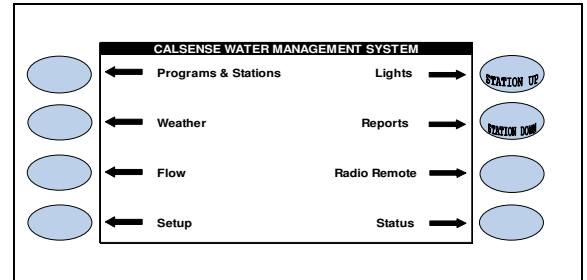 CALSENSE WATER MANAGEMENT SYSTEM
Programs & Stations Lights STATION UP
Weather Reports STATION DOWN
Flow Radio Remote
Setup Status